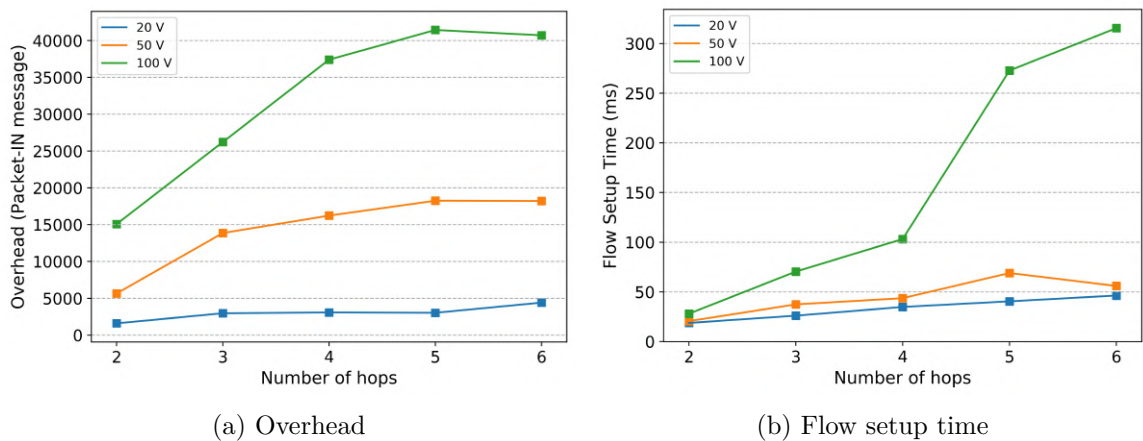 20 V
50 V
100 V
40000
35000
30000
25000
20000
15000
10000
5000
0
Overhead (Packet-IN message)
2 3 4 5 6
Number of hops
(a) Overhead
20 V
50 V
100 V
300
250
200
150
100
50
0
Flow Setup Time (ms)
2 3 4 5 6
Number of hops
(b) Flow setup time